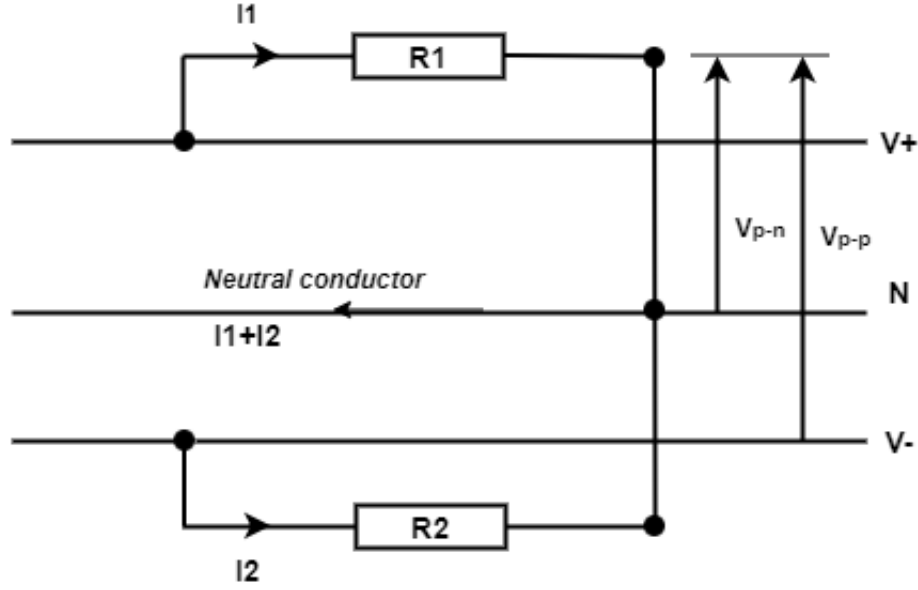 I1
R1
V+
Vp-n
Vp-p
Neutral conductor
N
I1+I2
V-
R2
I2